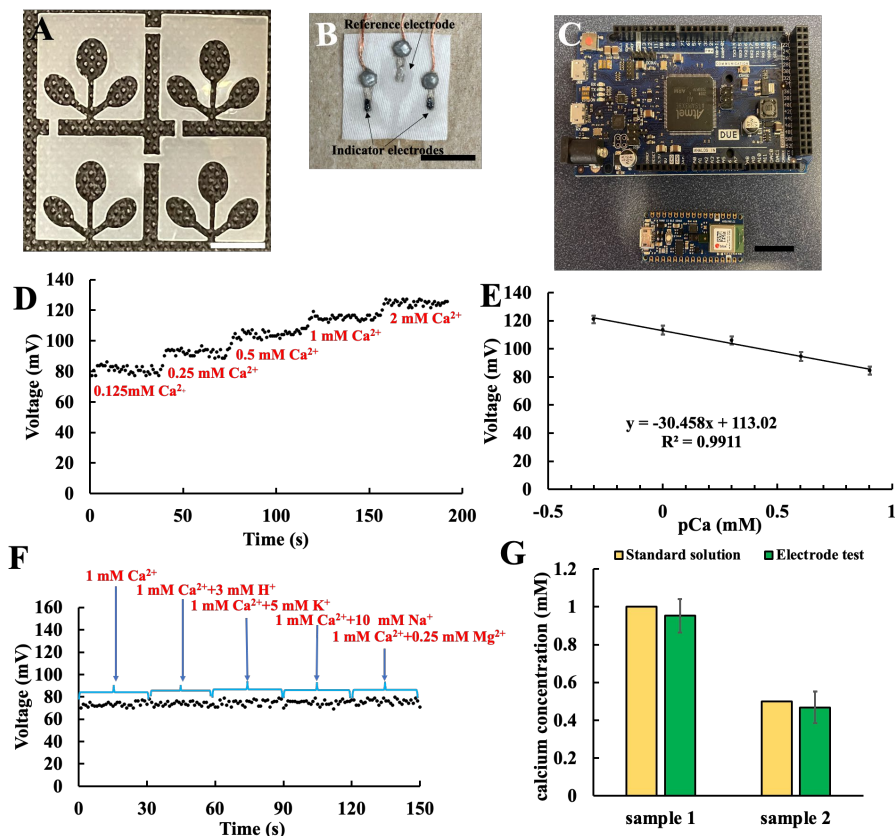 A
B
Reference electrode
Indicator electrodes
C
Atmel
DUE
D
Voltage (mV)
140
120
100
80
60
40
20
0
0.125mM Ca²⁺
0.25 mM Ca²⁺
0.5 mM Ca²⁺
1 mM Ca²⁺
2 mM Ca²⁺
0 50 100 150 200
Time (s)
E
Voltage (mV)
140
120
100
80
60
40
20
0
y = -30.458x + 113.02
R² = 0.9911
-0.5 0 0.5 1
pCa (mM)
F
1 mM Ca²⁺
1 mM Ca²⁺+3 mM H⁺
1 mM Ca²⁺+5 mM K⁺
1 mM Ca²⁺+10 mM Na⁺
1 mM Ca²⁺+0.25 mM Mg²⁺
Voltage (mV)
160
140
120
100
80
60
40
20
0
0 30 60 90 120 150
Time (s)
G
Standard solution Electrode test
calcium concentration (mM)
1.2
1
0.8
0.6
0.4
0.2
0
sample 1 sample 2